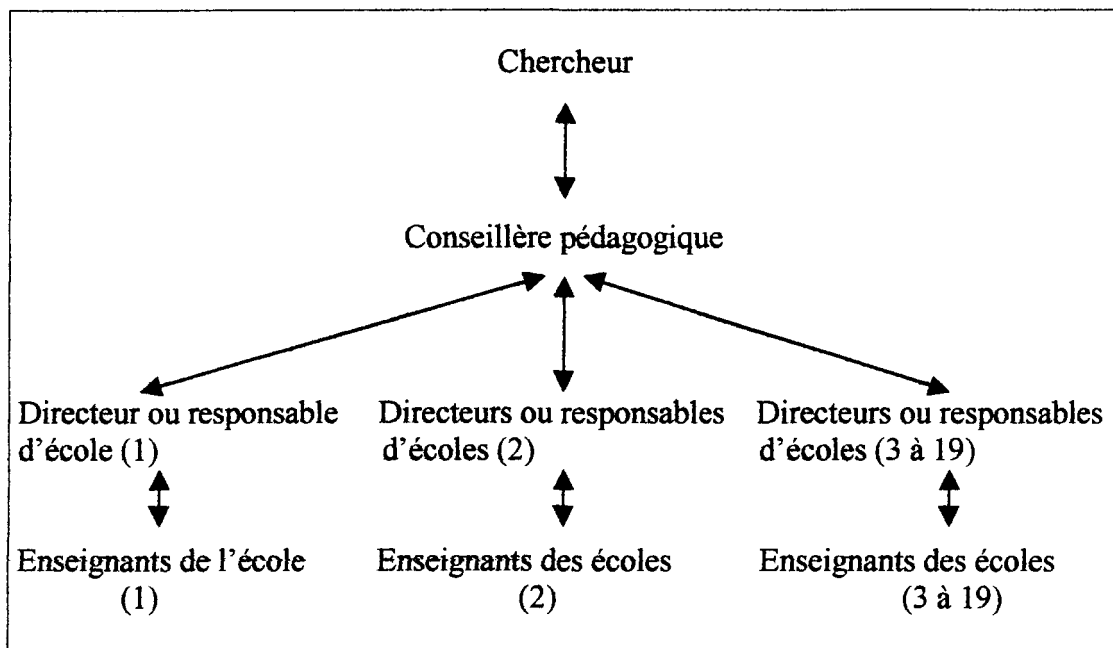 Chercheur
Conseillère pédagogique
Directeur ou responsable
d'école (1)
Directeurs ou responsables
d'écoles (2)
Directeurs ou responsables
d'écoles (3 à 19)
Enseignants de l'école
(1)
Enseignants des écoles
(2)
Enseignants des écoles
(3 à 19)